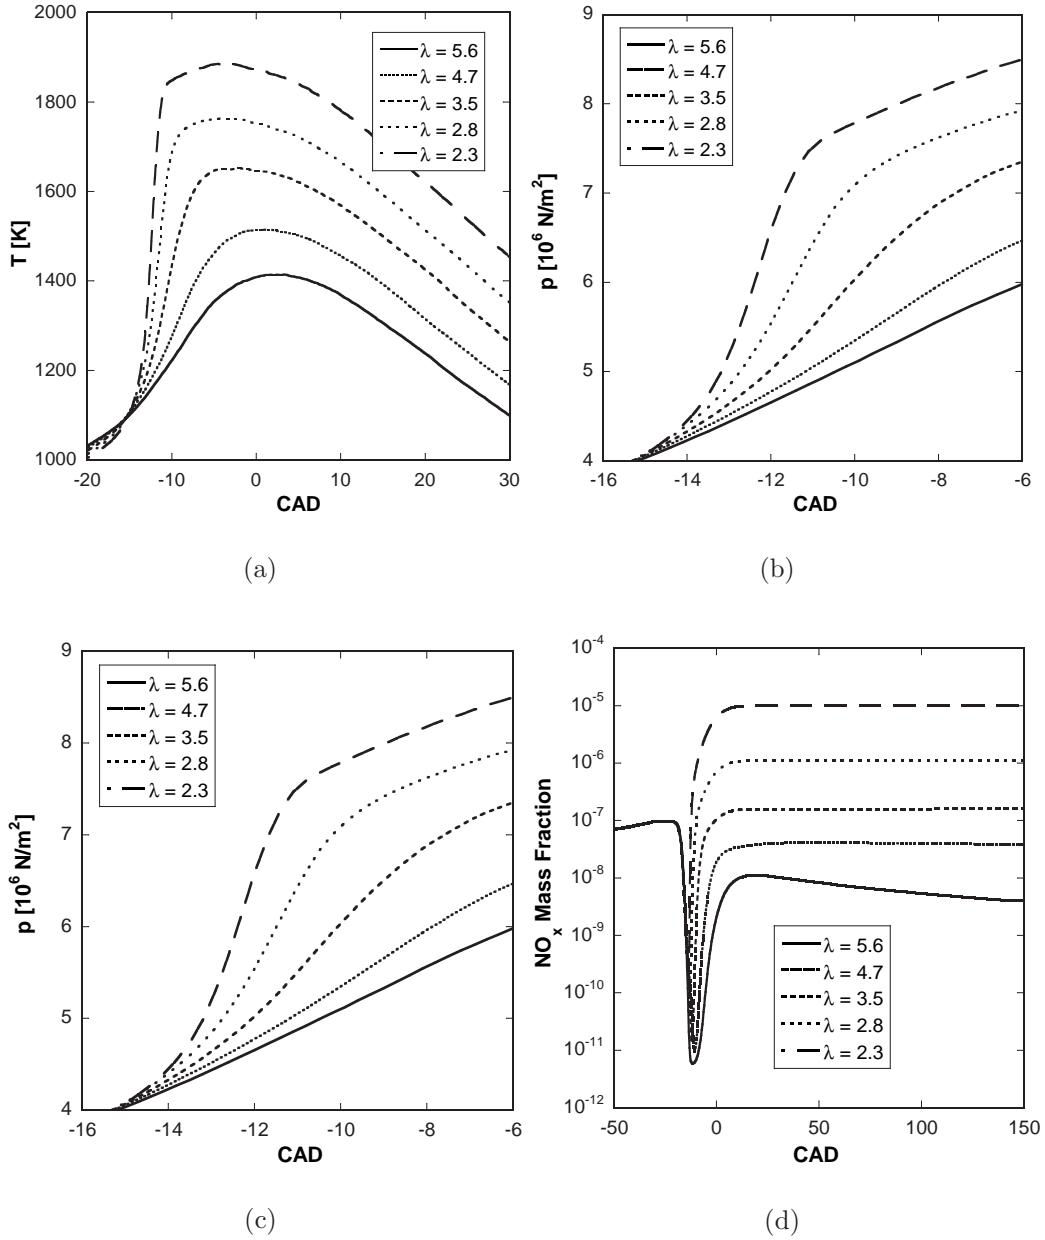 2000
1800
1600
1400
1200
1000
T [K]
-20
-10
0
10
20
30
CAD
λ = 5.6
λ = 4.7
λ = 3.5
λ = 2.8
λ = 2.3
(a)
9
8
7
6
5
4
p [10^6 N/m^2]
-16
-14
-12
-10
-8
-6
CAD
λ = 5.6
λ = 4.7
λ = 3.5
λ = 2.8
λ = 2.3
(b)
9
8
7
6
5
4
p [10^6 N/m^2]
-16
-14
-12
-10
-8
-6
CAD
λ = 5.6
λ = 4.7
λ = 3.5
λ = 2.8
λ = 2.3
(c)
10^-4
10^-5
10^-6
10^-7
10^-8
10^-9
10^-10
10^-11
10^-12
NO_x Mass Fraction
-50
0
50
100
150
CAD
λ = 5.6
λ = 4.7
λ = 3.5
λ = 2.8
λ = 2.3
(d)